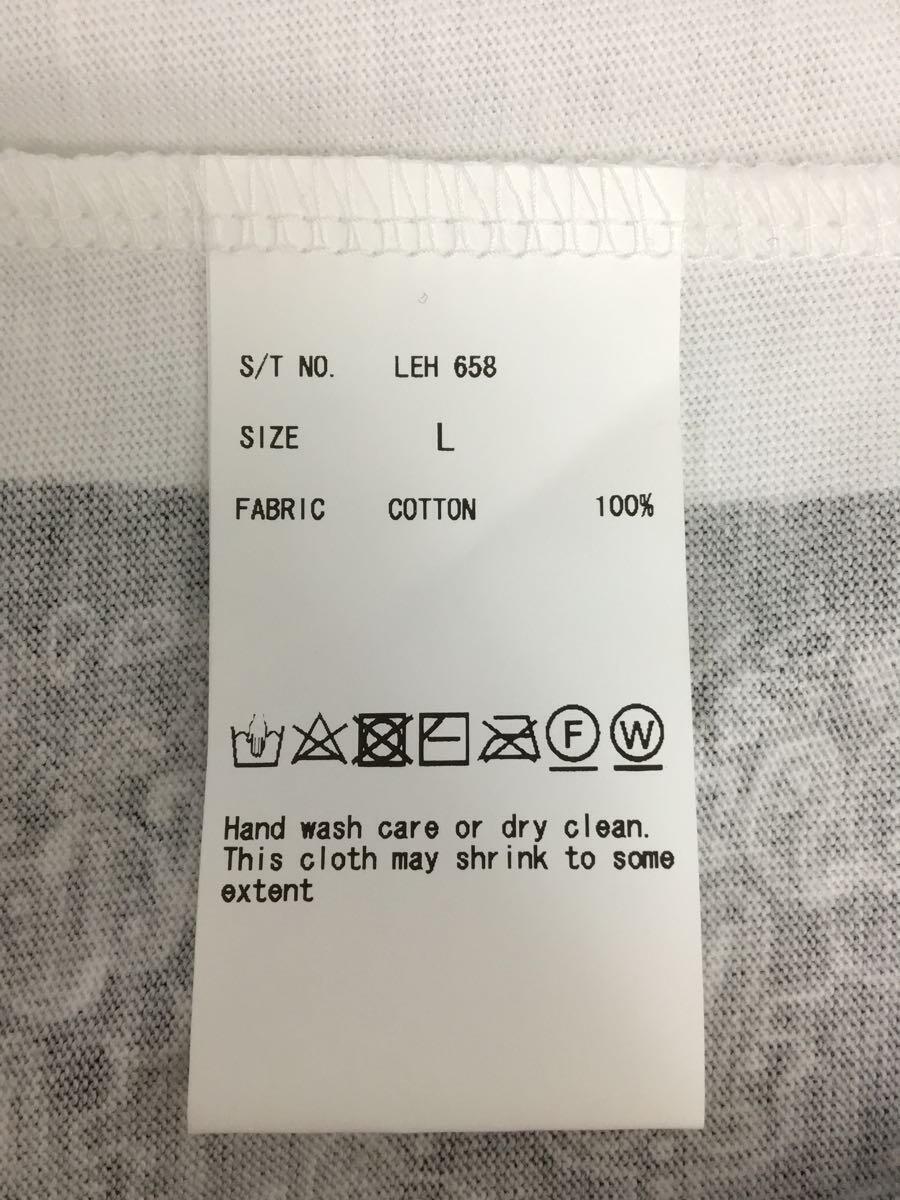 S/T NO. LEH 658
SIZE L
FABRIC COTTON 100%
F W
Hand wash care or dry clean.
This cloth may shrink to some
extent